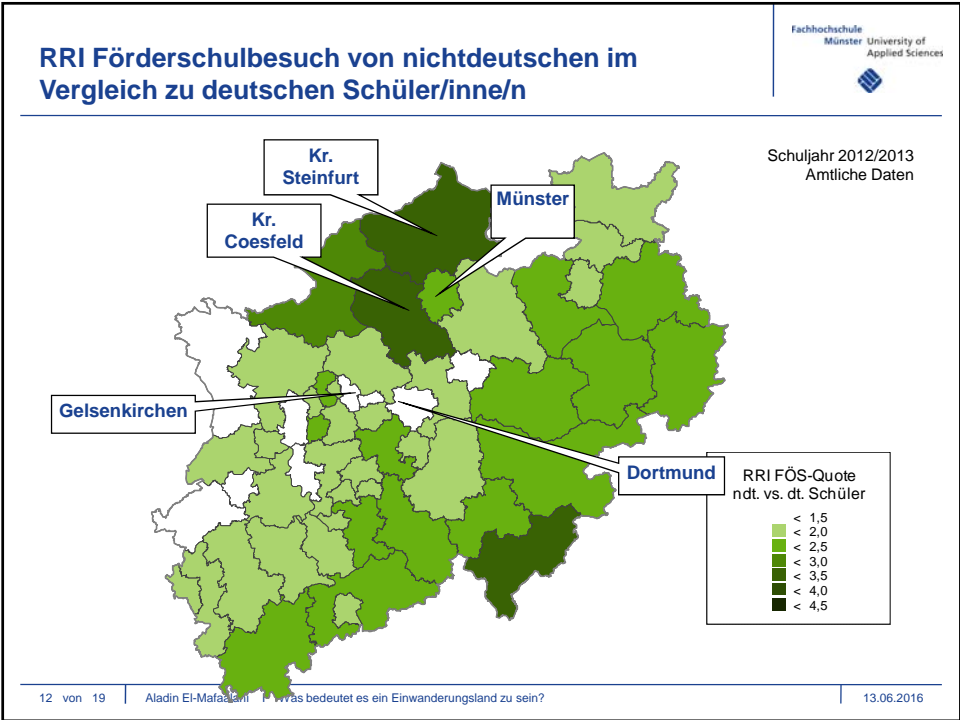 RRI Förderschulbesuch von nichtdeutschen im
Vergleich zu deutschen Schüler/inne/n
Fachhochschule
Münster University of
Applied Sciences
Schuljahr 2012/2013
Amtliche Daten
Kr.
Steinfurt
Münster
Kr.
Coesfeld
Gelsenkirchen
Dortmund
RRI FÖS-Quote
ndt. vs. dt. Schüler
< 1,5
< 2,0
< 2,5
< 3,0
< 3,5
< 4,0
< 4,5
12 von 19
Aladin El-Mafaalani I Was bedeutet es ein Einwanderungsland zu sein?
13.06.2016